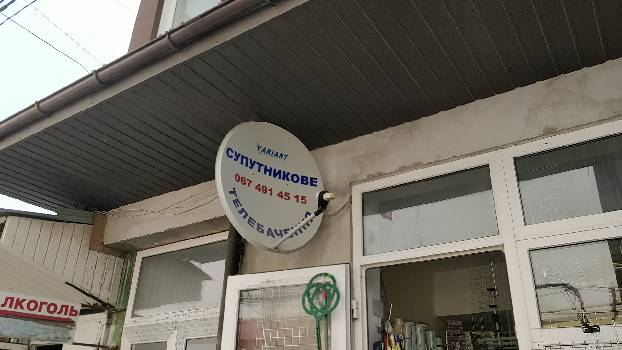 VARIANT
СУПУТНИКОВЕ
067 491 45 15
ТЕЛЕБАЧЕННЯ
ЛКОГОЛЬ